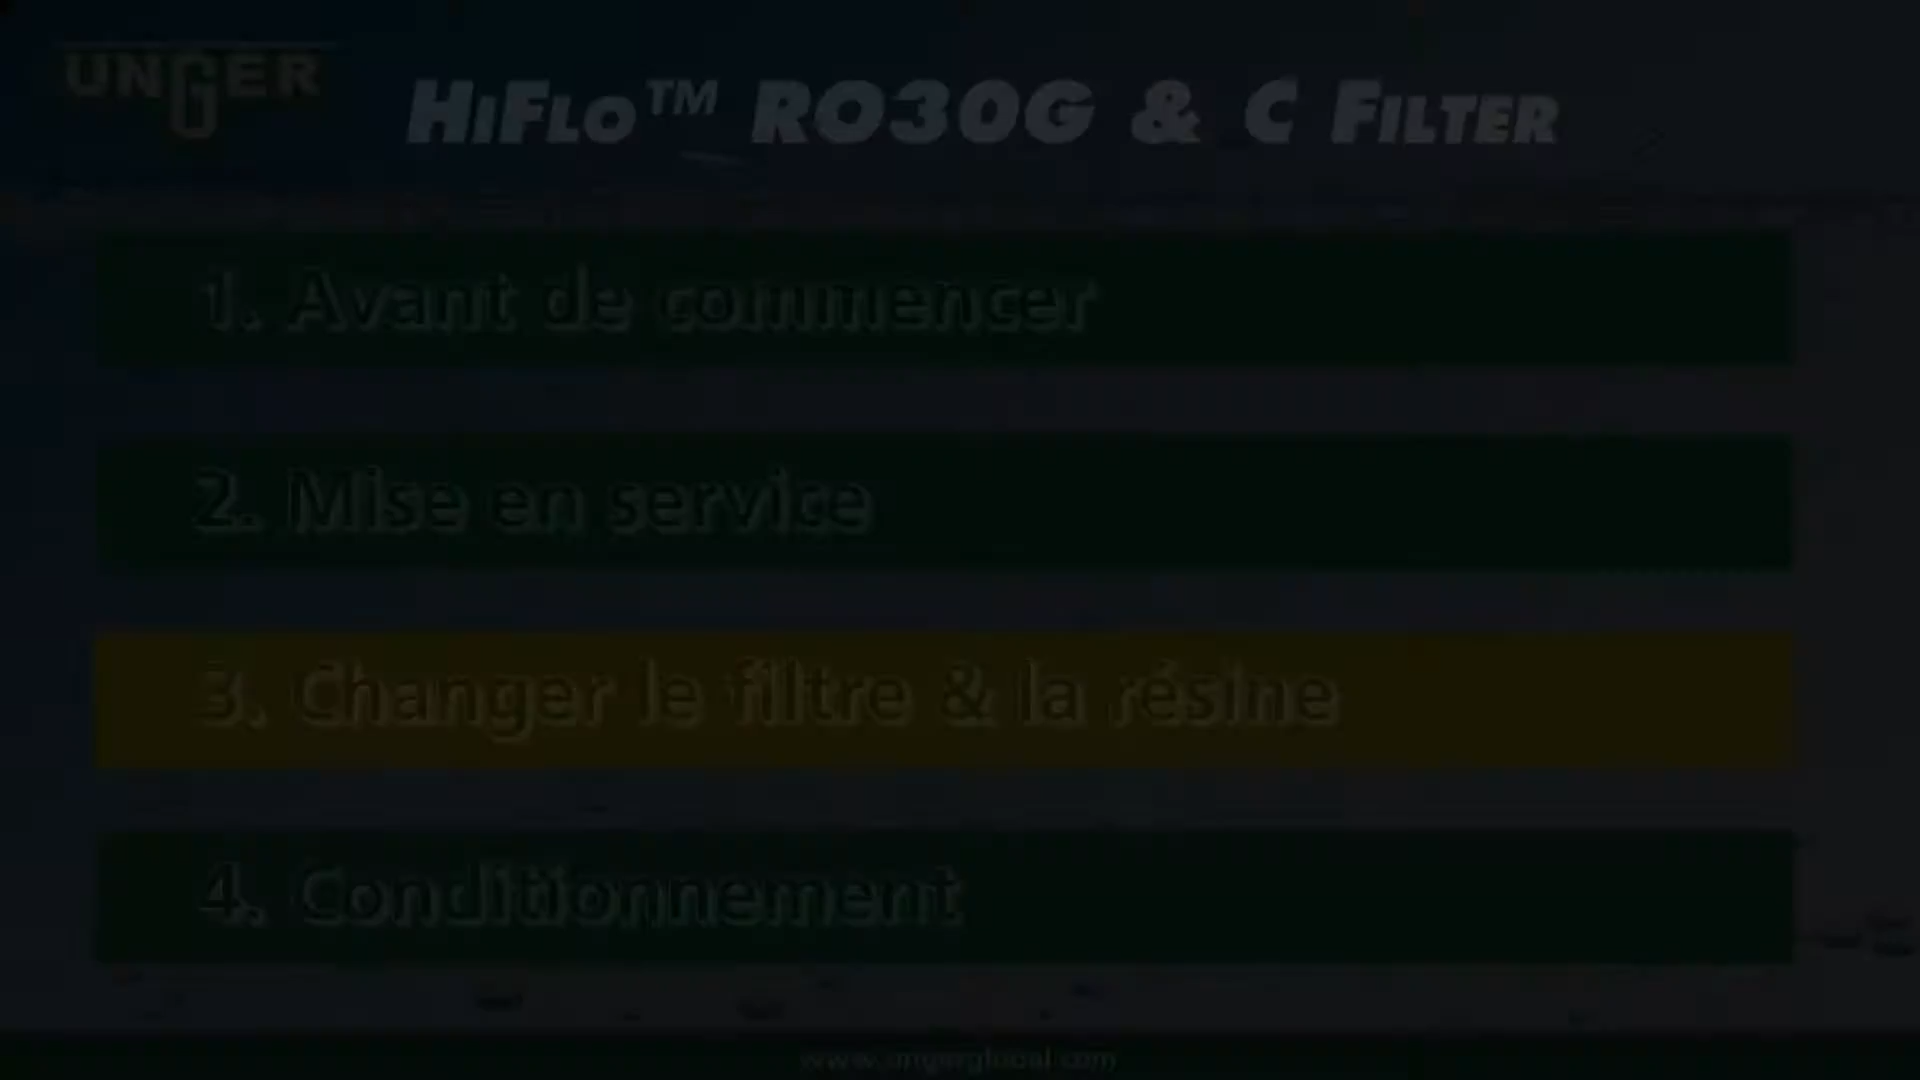 UNGER
HiFlo™ RO30G & C Filter
1. Avant de commencer
2. Mise en service
3. Changer le filtre & la résine
4. Conditionnement
www.ungerglobal.com